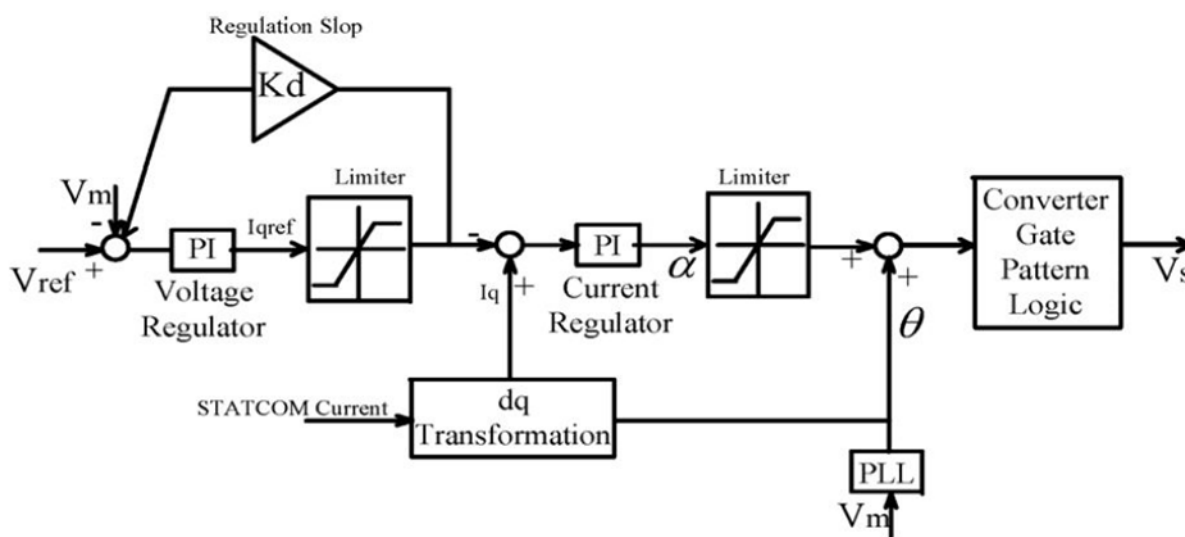 Regulation Slop
Kd
Vm
-
Vref
+
PI
Voltage
Regulator
Iqref
Limiter
-
+
Iq
PI
Current
Regulator
α
Limiter
+
+
θ
Converter
Gate
Pattern
Logic
Vs
STATCOM Current
dq
Transformation
PLL
Vm